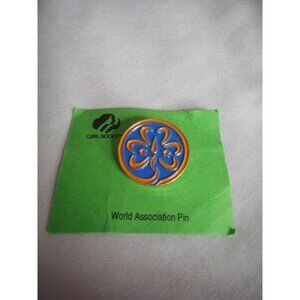 GIRL SCOUTS
World Association Pin